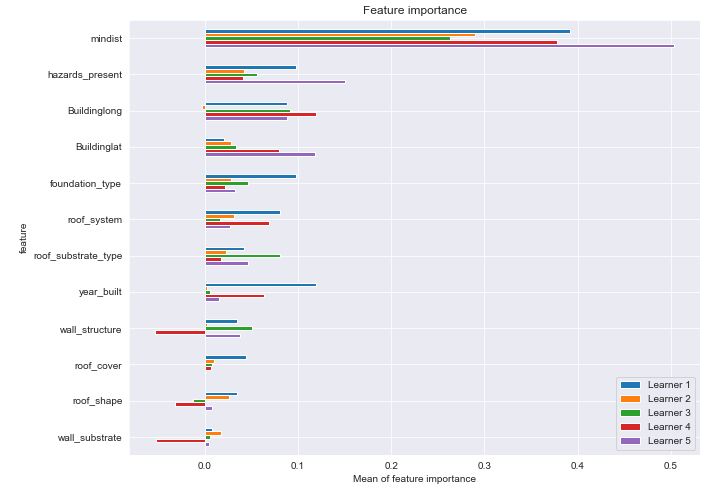 Feature importance
mindist
hazards_present
Buildinglong
Buildinglat
foundation_type
roof_system
roof_substrate_type
year_built
wall_structure
roof_cover
roof_shape
wall_substrate
feature
Learner 1
Learner 2
Learner 3
Learner 4
Learner 5
0.0 0.1 0.2 0.3 0.4 0.5
Mean of feature importance